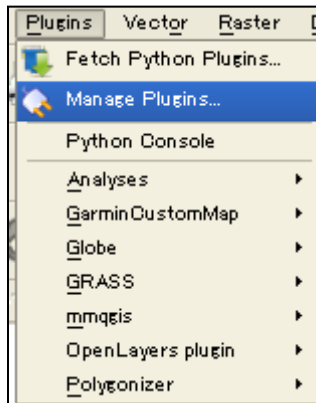 Plugins Vector Raster
Fetch Python Plugins...
Manage Plugins...
Python Console
Analyses
GarminCustomMap
Globe
GRASS
mmqgis
OpenLayers plugin
Polygonizer